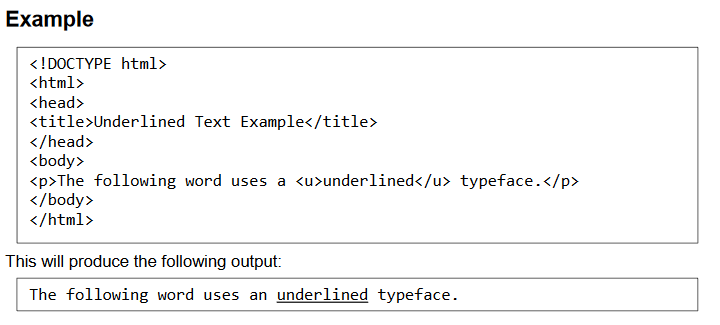 Example
<!DOCTYPE html>
<html>
<head>
<title>Underlined Text Example</title>
</head>
<body>
<p>The following word uses a <u>underlined</u> typeface.</p>
</body>
</html>
This will produce the following output:
The following word uses an underlined typeface.